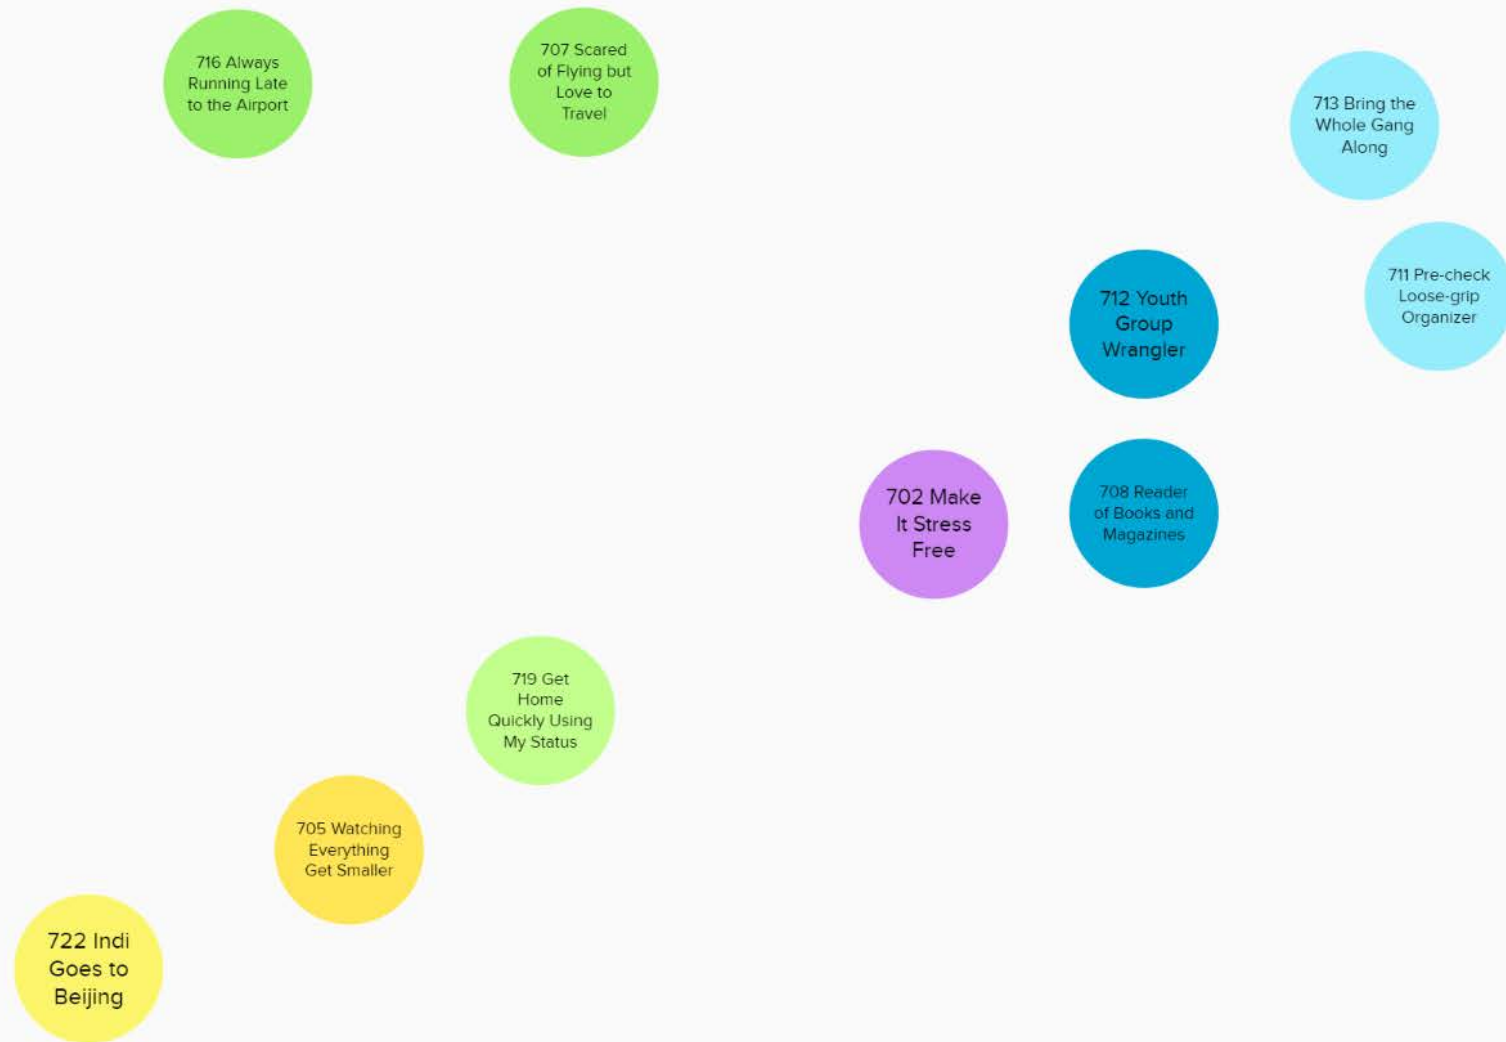 716 Always
Running Late
to the Airport
707 Scared
of Flying but
Love to
Travel
713 Bring the
Whole Gang
Along
711 Pre-check
Loose-grip
Organizer
712 Youth
Group
Wrangler
702 Make
It Stress
Free
708 Reader
of Books and
Magazines
719 Get
Home
Quickly Using
My Status
705 Watching
Everything
Get Smaller
722 Indi
Goes to
Beijing